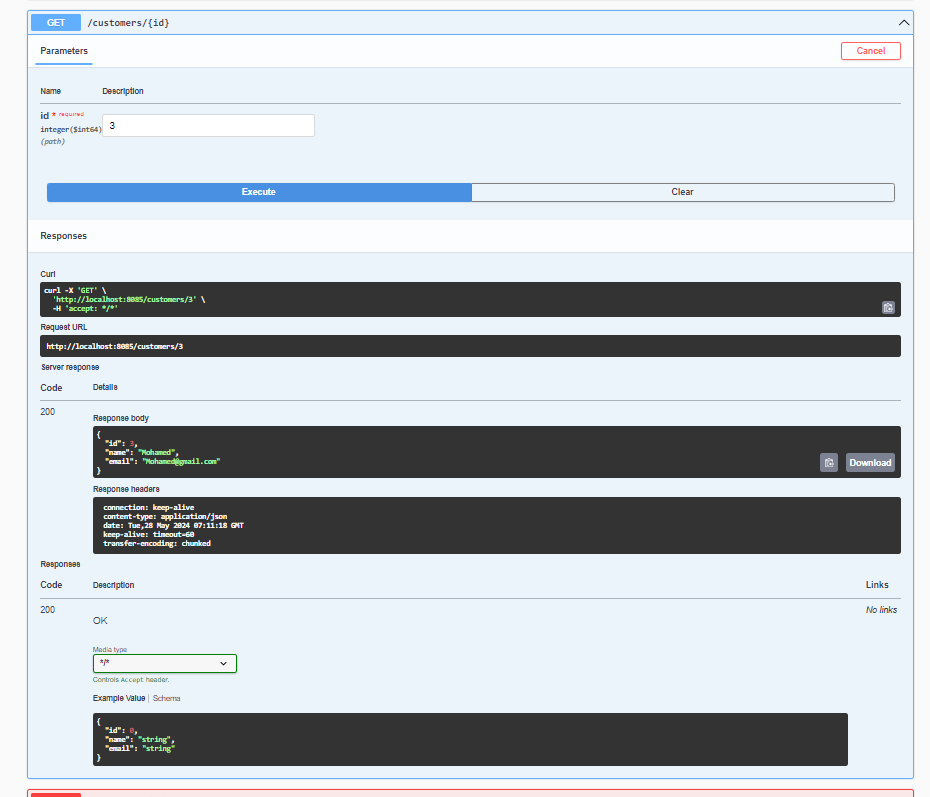 GET /customers/{id}
Parameters
Cancel
Name Description
id * required
integer($int64)
(path)
3
Execute Clear
Responses
Curl
curl -X 'GET' \
'http://localhost:8085/customers/3' \
-H 'accept: */*'
Request URL
http://localhost:8085/customers/3
Server response
Code Details
200
Response body
{
"id": 3,
"name": "Mohamed",
"email": "Mohamed@gmail.com"
}
Download
Response headers
connection: keep-alive
content-type: application/json
date: Tue,28 May 2024 07:11:18 GMT
keep-alive: timeout=60
transfer-encoding: chunked
Responses
Code Description Links
200 No links
OK
Media type
*/*
Controls Accept header.
Example Value | Schema
{
"id": 0,
"name": "string",
"email": "string"
}